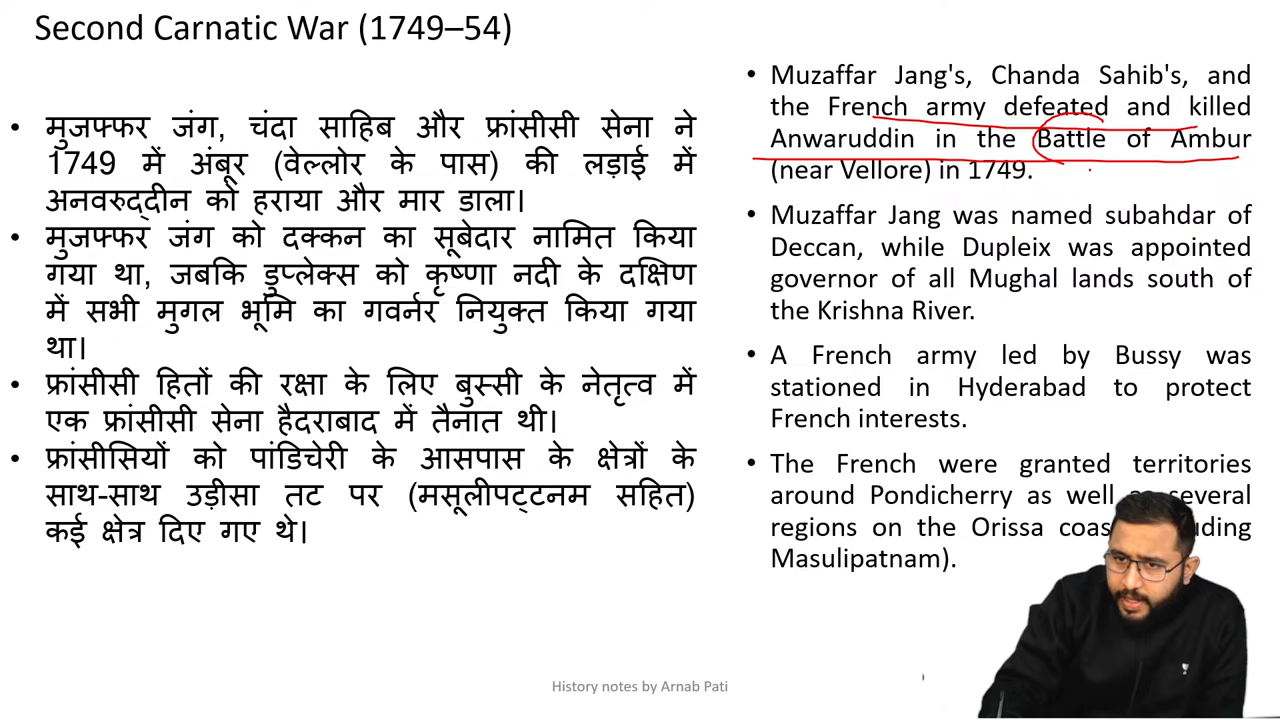 Second Carnatic War (1749–54)
• मुजफ्फर जंग, चंदा साहिब और फ्रांसीसी सेना ने
1749 में अंबूर (वेल्लोर के पास) की लड़ाई में
अनवरुद्दीन को हराया और मार डाला।
• मुजफ्फर जंग को दक्कन का सूबेदार नामित किया
गया था, जबकि डुप्लेक्स को कृष्णा नदी के दक्षिण
में सभी मुगल भूमि का गवर्नर नियुक्त किया गया
था।
• फ्रांसीसी हितों की रक्षा के लिए बुस्सी के नेतृत्व में
एक फ्रांसीसी सेना हैदराबाद में तैनात थी।
• फ्रांसीसियों को पांडिचेरी के आसपास के क्षेत्रों के
साथ-साथ उड़ीसा तट पर (मसूलीपट्टनम सहित)
कई क्षेत्र दिए गए थे।
• Muzaffar Jang's, Chanda Sahib's, and
the French army defeated and killed
Anwaruddin in the Battle of Ambur
(near Vellore) in 1749.
• Muzaffar Jang was named subahdar of
Deccan, while Dupleix was appointed
governor of all Mughal lands south of
the Krishna River.
• A French army led by Bussy was
stationed in Hyderabad to protect
French interests.
• The French were granted territories
around Pondicherry as well as several
regions on the Orissa
Masulipatnam).
History notes by Arnab Pati